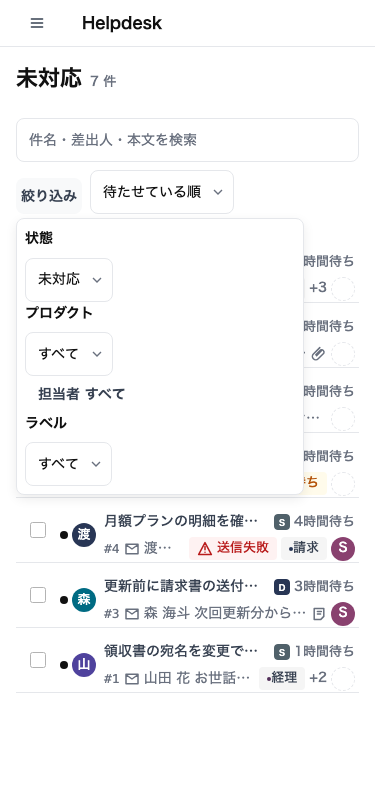 Helpdesk
未対応 7 件
件名・差出人・本文を検索
絞り込み 待たせている順
状態
未対応
プロダクト
すべて
担当者 すべて
ラベル
すべて
時間待ち
+3
時間待ち
時間待ち
…
時間待ち
ち
渡 月額プランの明細を確… S 4時間待ち
#4 渡… 送信失敗 •請求 S
森 更新前に請求書の送付… D 3時間待ち
#3 森 海斗 次回更新分から… S
山 領収書の宛名を変更で… S 1時間待ち
#1 山田 花 お世話… •経理 +2